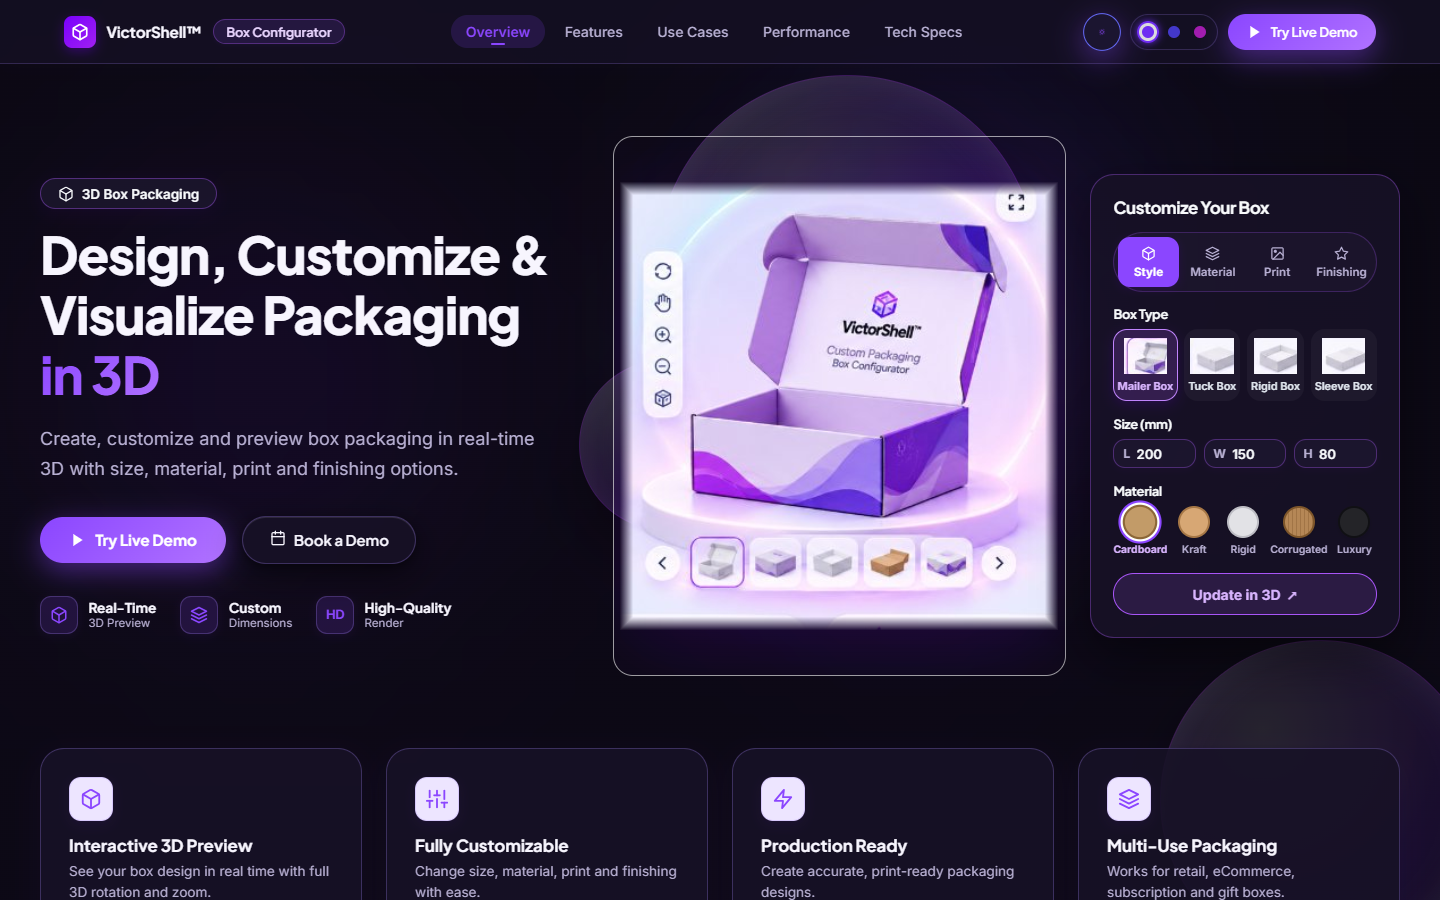 VictorShell™
Box Configurator
Overview
Features
Use Cases
Performance
Tech Specs
Try Live Demo
3D Box Packaging
Design, Customize &
Visualize Packaging
in 3D
Create, customize and preview box packaging in real-time
3D with size, material, print and finishing options.
Try Live Demo
Book a Demo
Real-Time
3D Preview
Custom
Dimensions
HD
High-Quality
Render
VictorShell™
Custom Packaging
Box Configurator
Customize Your Box
Style
Material
Print
Finishing
Box Type
Mailer Box
Tuck Box
Rigid Box
Sleeve Box
Size (mm)
L 200
W 150
H 80
Material
Cardboard
Kraft
Rigid
Corrugated
Luxury
Update in 3D ↗
Interactive 3D Preview
See your box design in real time with full
3D rotation and zoom.
Fully Customizable
Change size, material, print and finishing
with ease.
Production Ready
Create accurate, print-ready packaging
designs.
Multi-Use Packaging
Works for retail, eCommerce,
subscription and gift boxes.